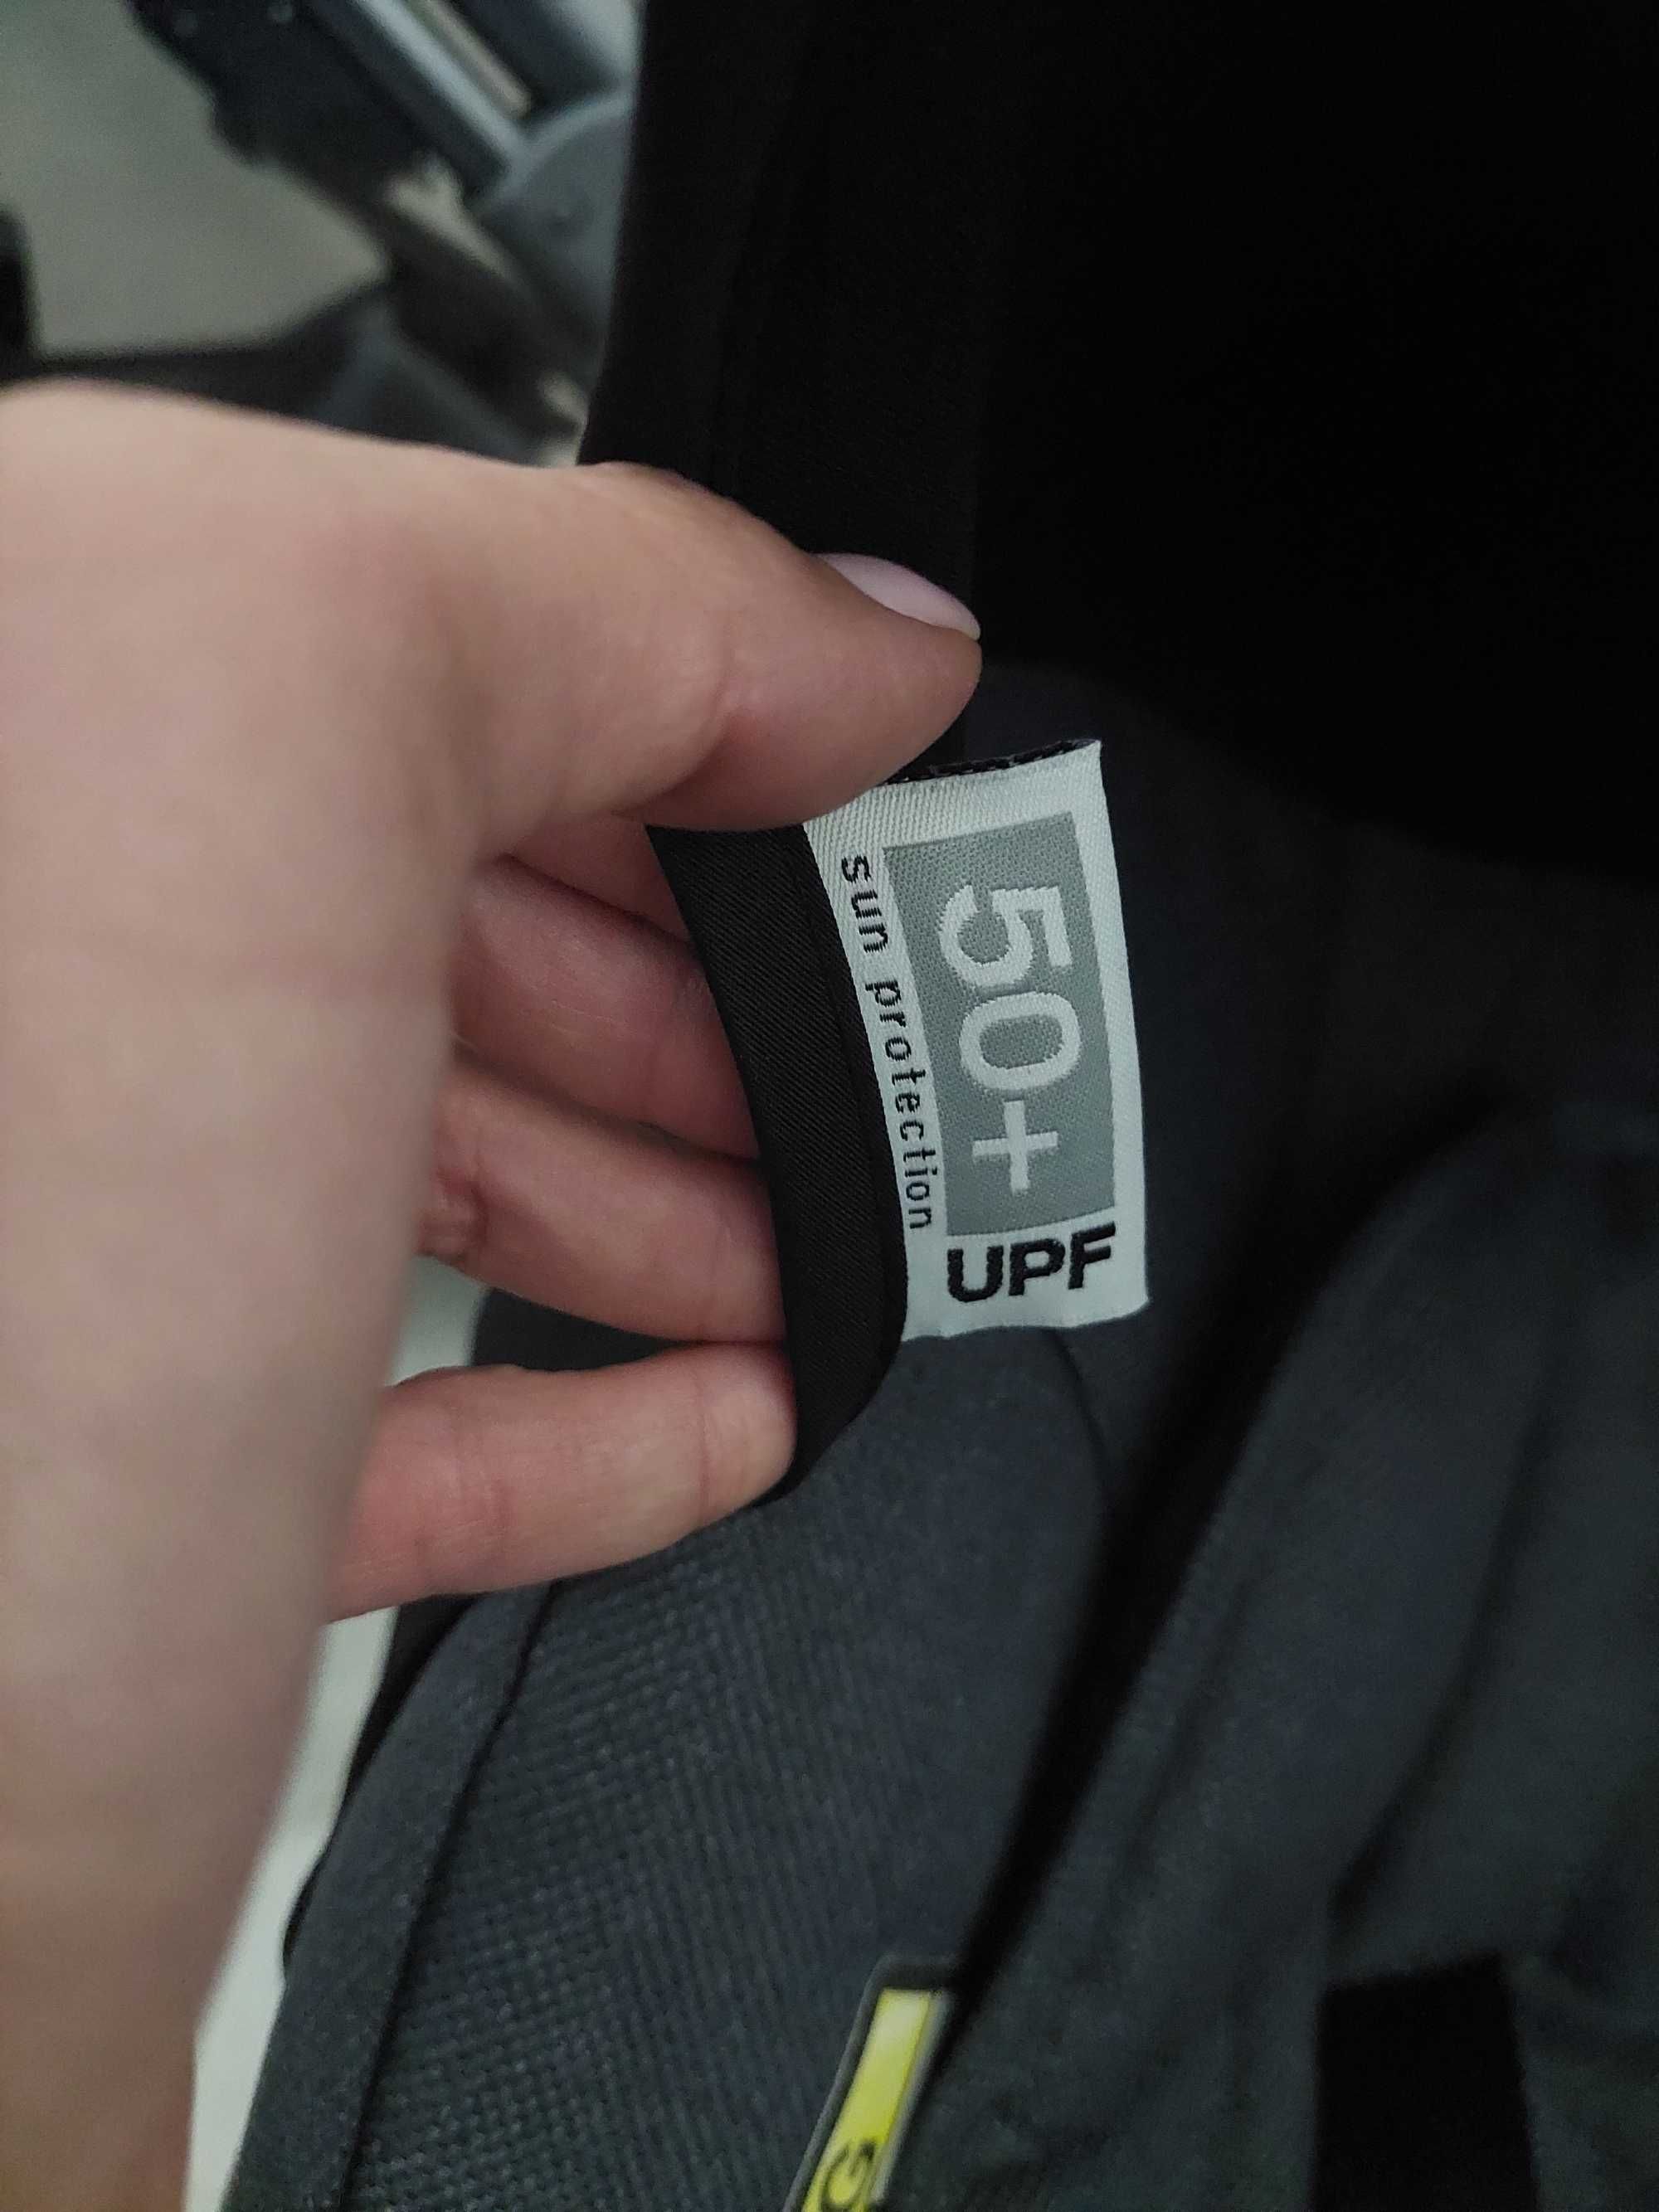 50+
sun protection
UPF
G